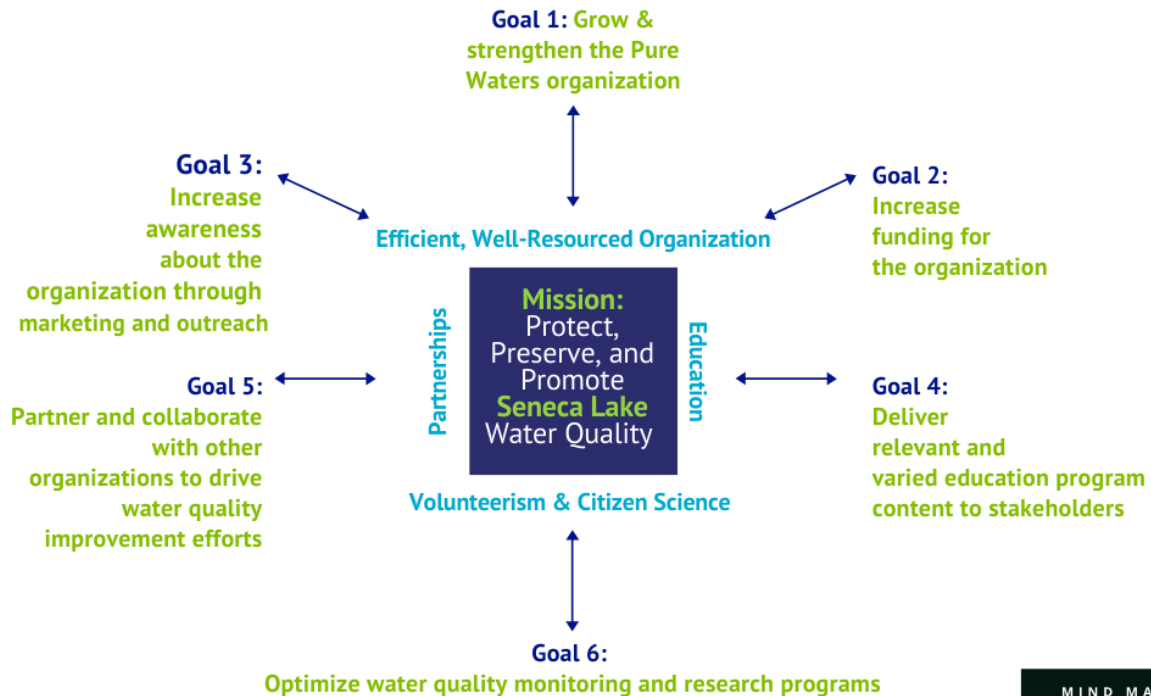 Goal 1: Grow &
strengthen the Pure
Waters organization
Goal 3:
Increase
awareness
about the
organization through
marketing and outreach
Goal 2:
Increase
funding for
the organization
Efficient, Well-Resourced Organization
Partnerships
Mission:
Protect,
Preserve, and
Promote
Seneca Lake
Water Quality
Education
Goal 5:
Partner and collaborate
with other
organizations to drive
water quality
improvement efforts
Goal 4:
Deliver
relevant and
varied education program
content to stakeholders
Volunteerism & Citizen Science
Goal 6:
Optimize water quality monitoring and research programs
MIND MA